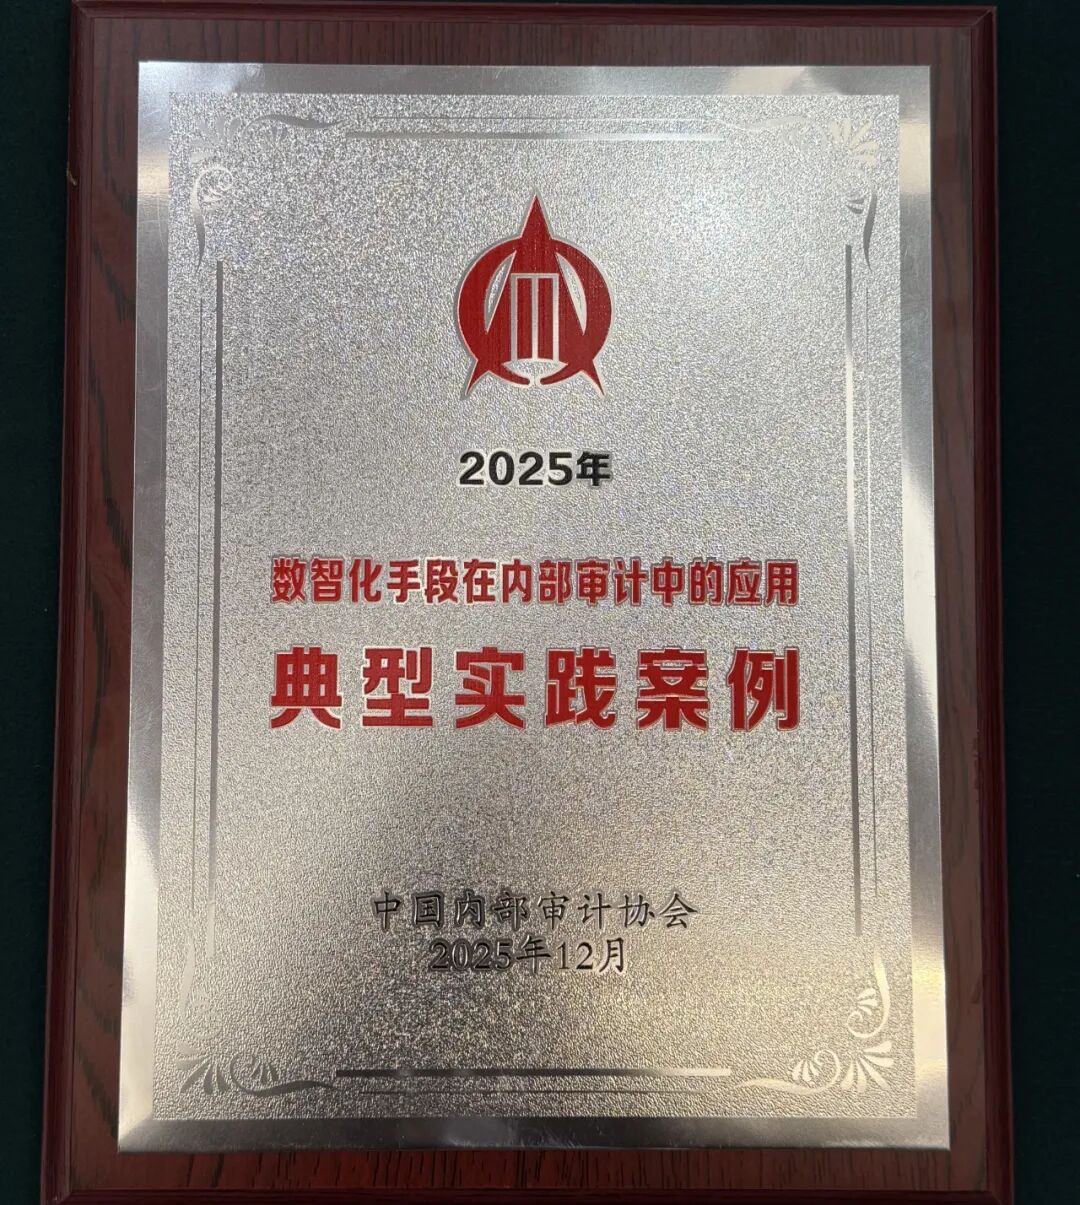 2025年
数智化手段在内部审计中的应用
典型实践案例
中国内部审计协会
2025年12月